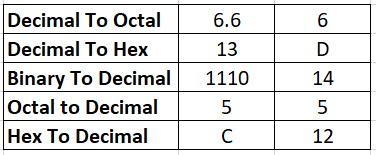 Decimal To Octal 6.6 6
Decimal To Hex 13 D
Binary To Decimal 1110 14
Octal to Decimal 5 5
Hex To Decimal C 12